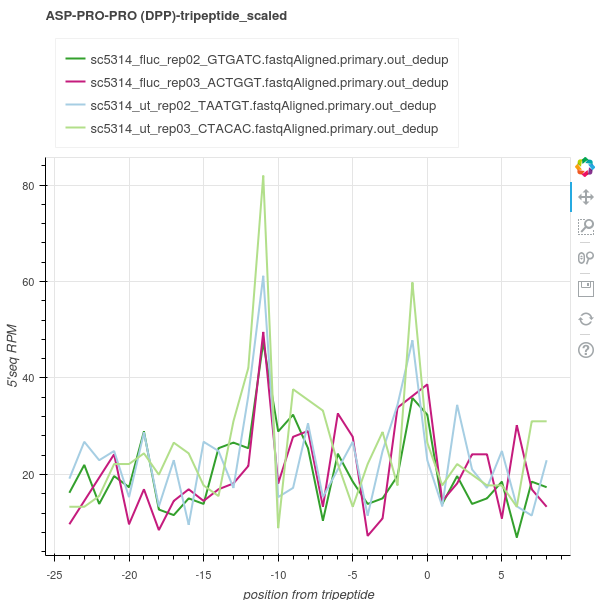 ASP-PRO-PRO (DPP)-tripeptide_scaled
sc5314_fluc_rep02_GTGATC.fastqAligned.primary.out_dedup
sc5314_fluc_rep03_ACTGGT.fastqAligned.primary.out_dedup
sc5314_ut_rep02_TAATGT.fastqAligned.primary.out_dedup
sc5314_ut_rep03_CTACAC.fastqAligned.primary.out_dedup
80
60
40
20
5'seq RPM
-25 -20 -15 -10 -5 0 5
position from tripeptide